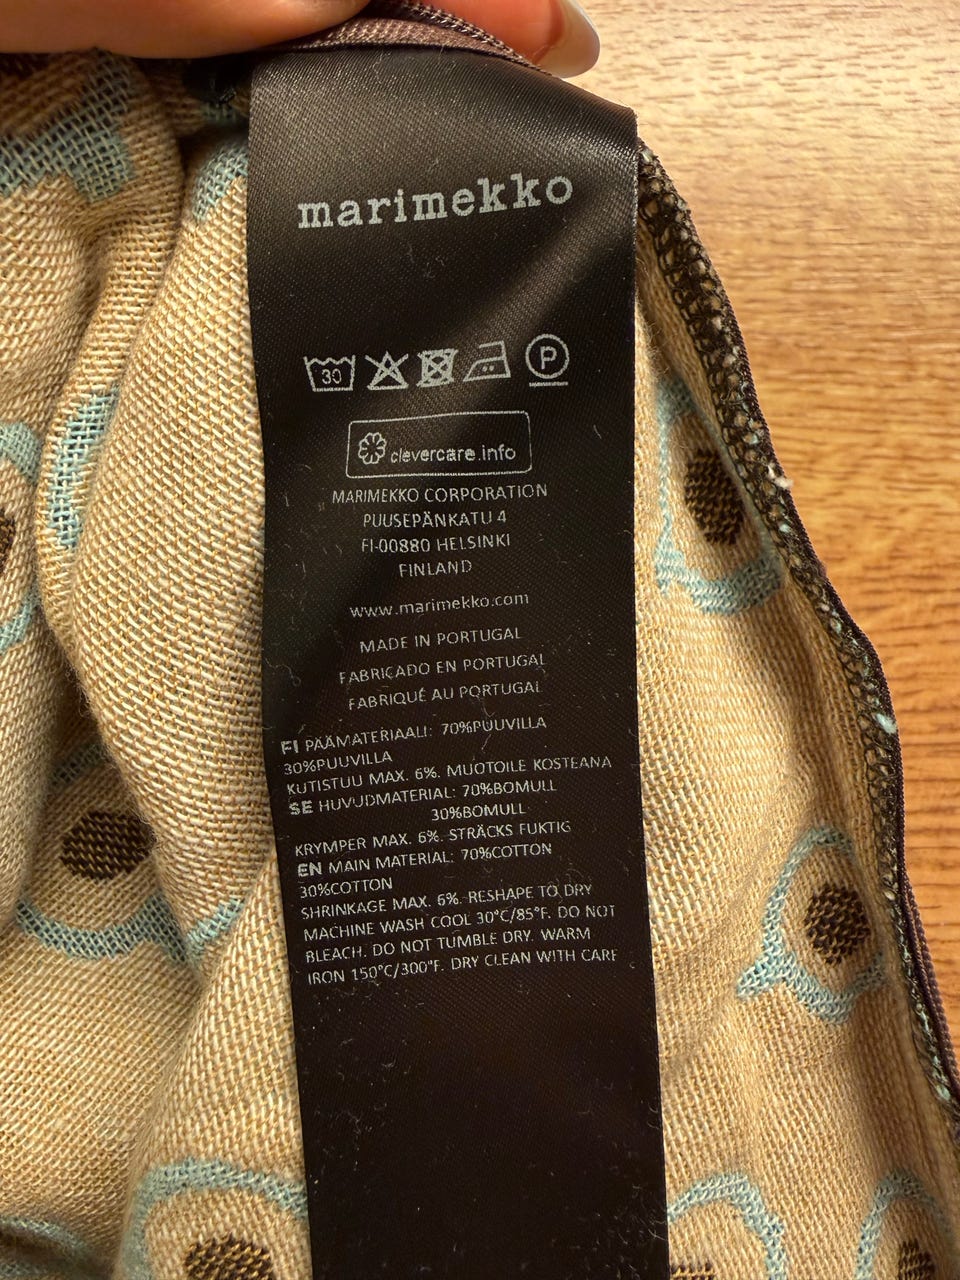 marimekko
30
P
clevercare.info
MARIMEKKO CORPORATION
PUUSEPÄNKATU 4
FI-00880 HELSINKI
FINLAND
www.marimekko.com
MADE IN PORTUGAL
FABRICADO EN PORTUGAL
FABRIQUÉ AU PORTUGAL
FI PÄÄMATERIAALI: 70%PUUVILLA
30%PUUVILLA
KUTISTUU MAX. 6%. MUOTOILE KOSTEANA
SE HUVUDMATERIAL: 70%BOMULL
30%BOMULL
KRYMPER MAX. 6%. STRÄCKS FUKTIG
EN MAIN MATERIAL: 70%COTTON
30%COTTON
SHRINKAGE MAX. 6%. RESHAPE TO DRY
MACHINE WASH COOL 30°C/85°F. DO NOT
BLEACH. DO NOT TUMBLE DRY. WARM
IRON 150°C/300°F. DRY CLEAN WITH CARE